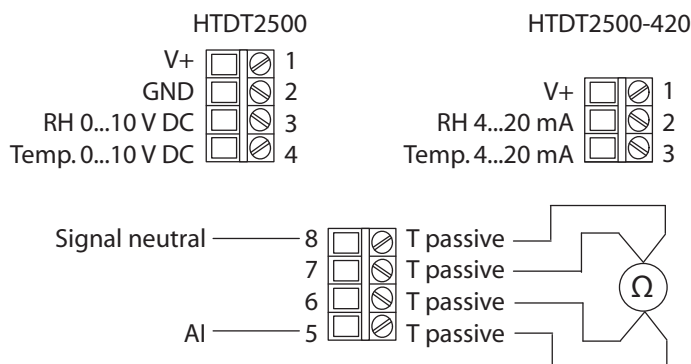 HTDT2500
V+ 1
GND 2
RH 0...10 V DC 3
Temp. 0...10 V DC 4
HTDT2500-420
V+ 1
RH 4...20 mA 2
Temp. 4...20 mA 3
Signal neutral 8 T passive
7 T passive
6 T passive
AI 5 T passive
Ω